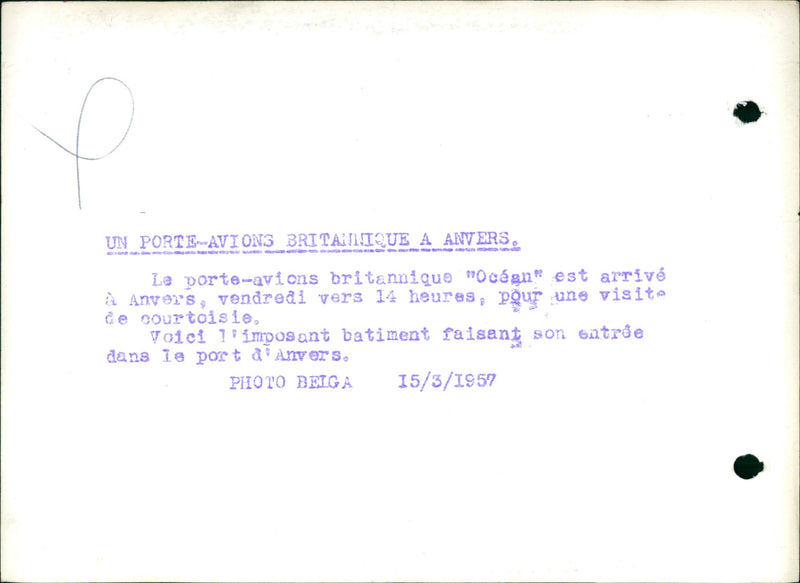 UN PORTE-AVIONS BRITANNIQUE A ANVERS.
Le porte-avions britannique "Océan" est arrivé
à Anvers, vendredi vers 14 heures, pour une visite
de courtoisie.
Voici l'imposant batiment faisant son entrée
dans le port d'Anvers.
PHOTO BELGA 15/3/1957